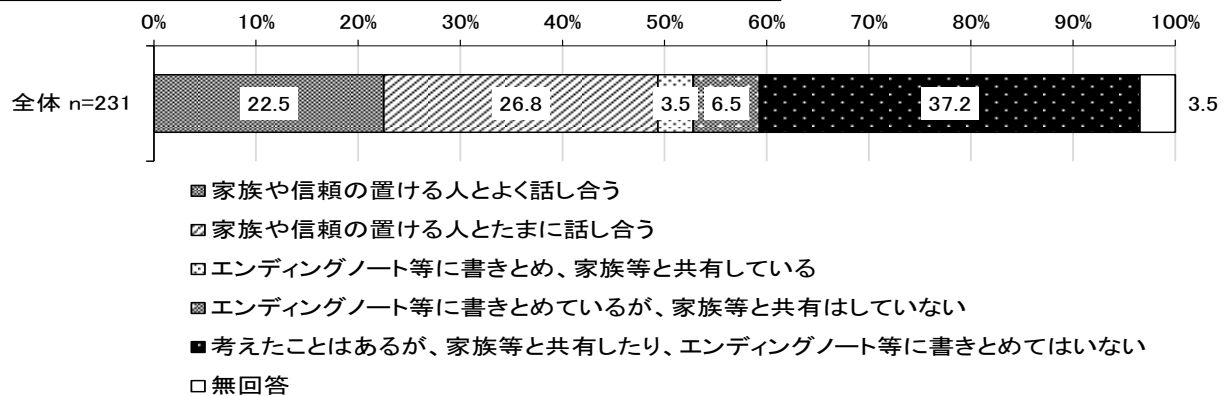 0% 10% 20% 30% 40% 50% 60% 70% 80% 90% 100%
全体 n=231 22.5 26.8 3.5 6.5 37.2 3.5
家族や信頼の置ける人とよく話し合う
家族や信頼の置ける人とたまに話し合う
エンディングノート等に書きとめ、家族等と共有している
エンディングノート等に書きとめているが、家族等と共有はしていない
考えたことはあるが、家族等と共有したり、エンディングノート等に書きとめてはいない
無回答